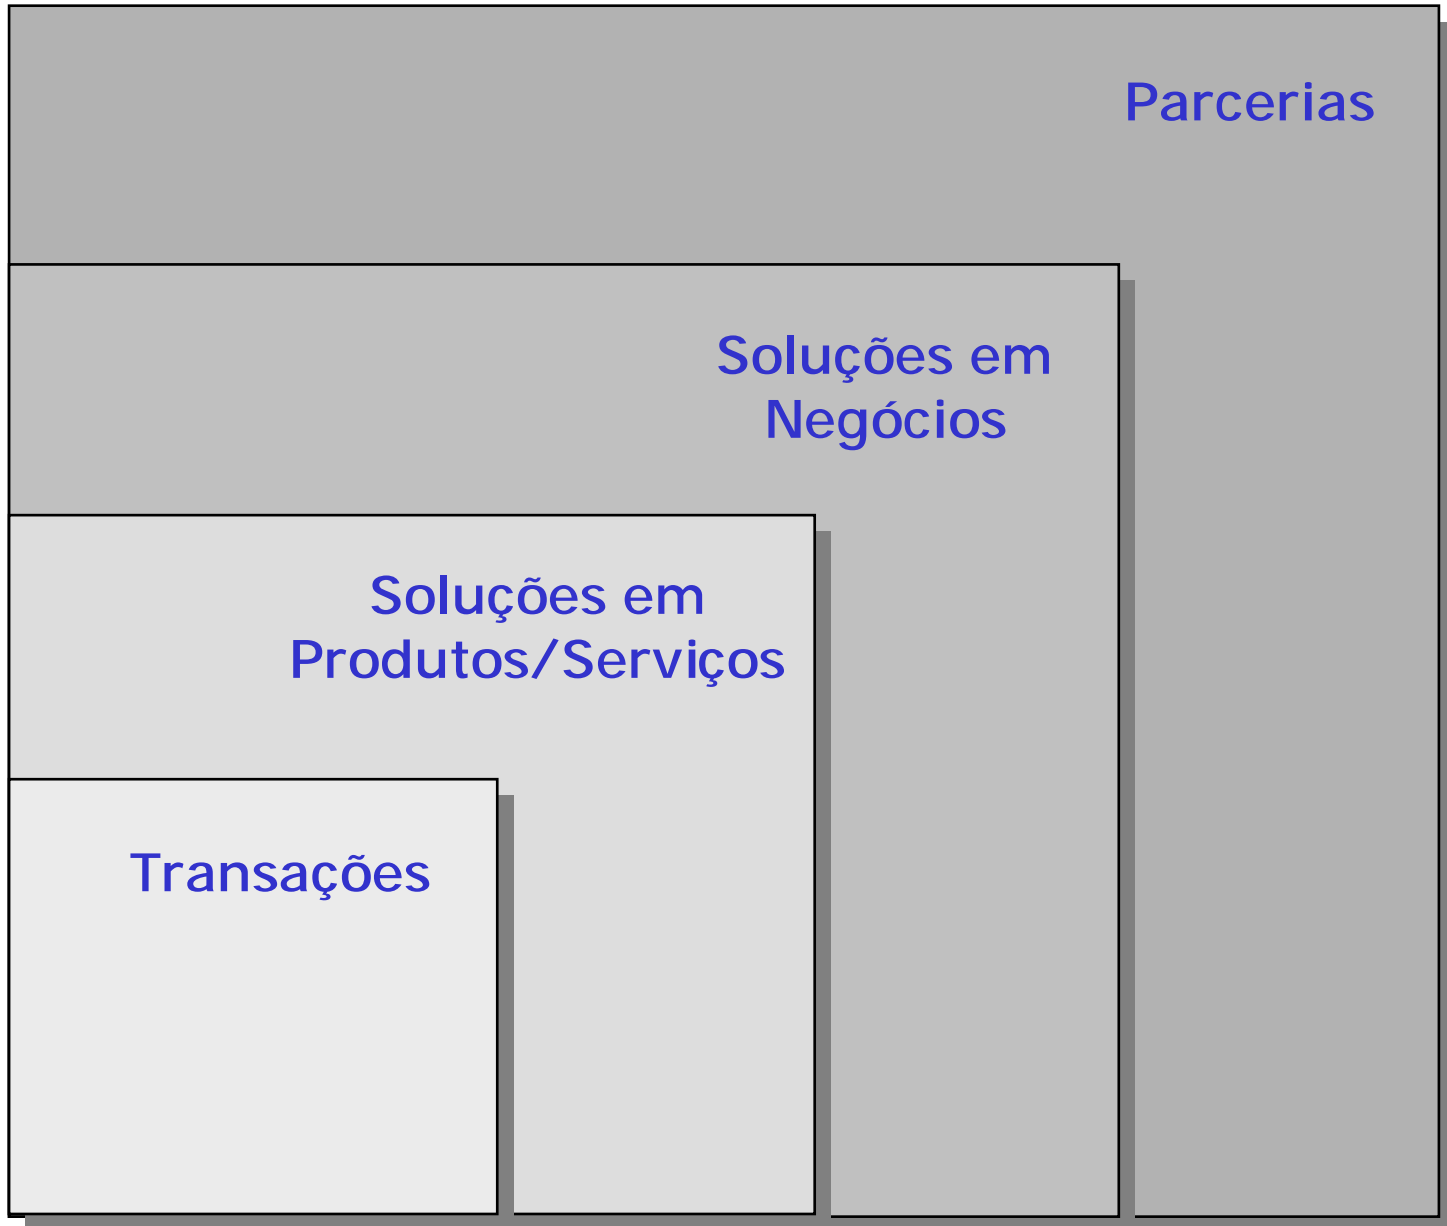 Parcerias
Soluções em
Negócios
Soluções em
Produtos/Serviços
Transações